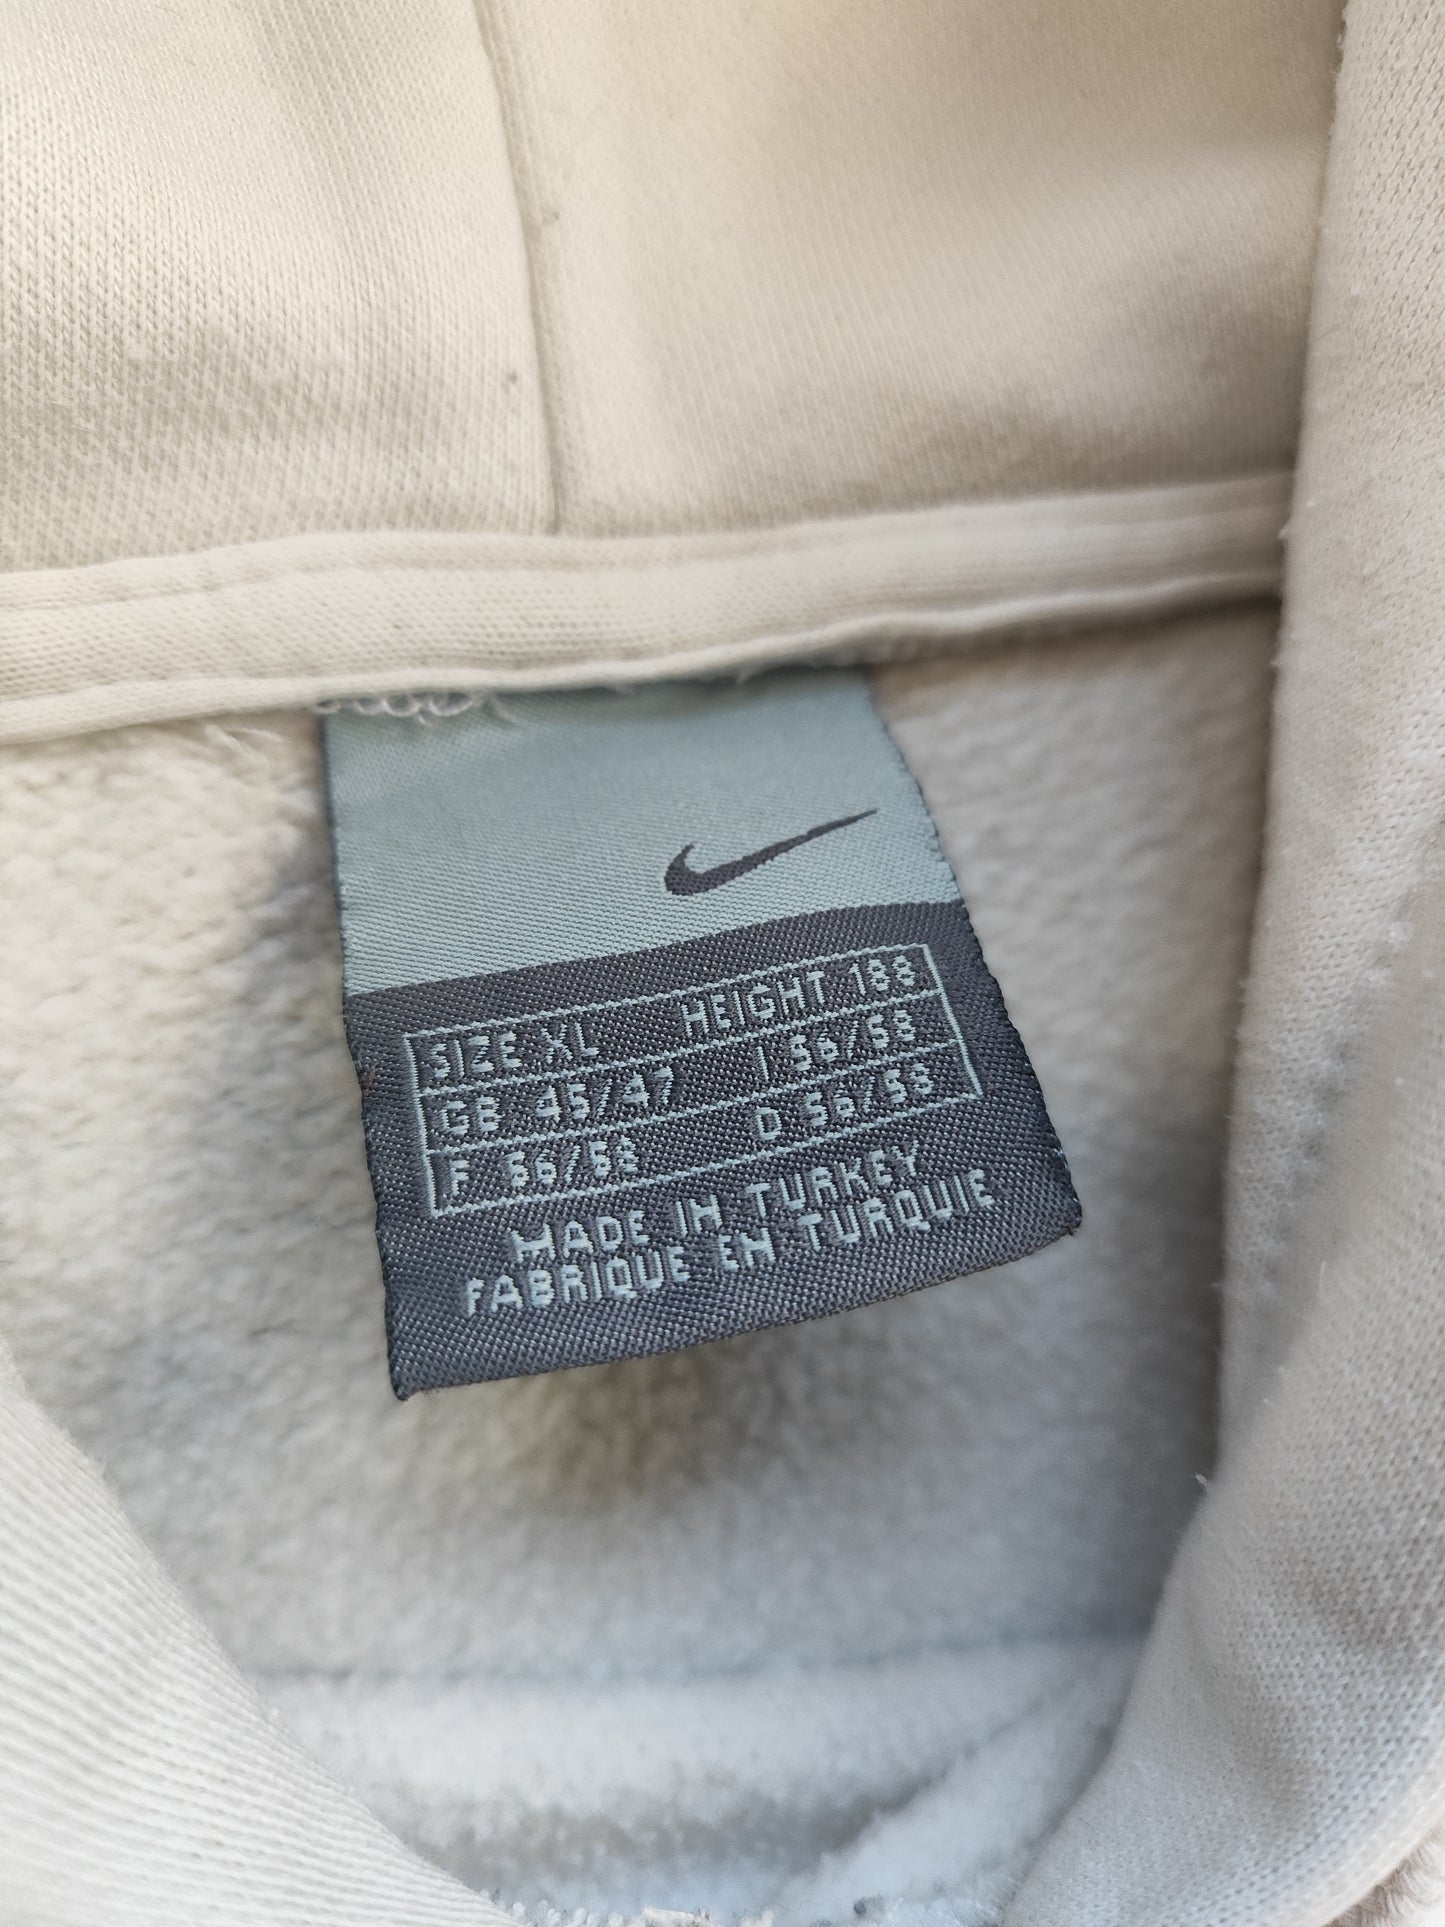 SIZE XL HEIGHT 188
GB 45/47 I 56/58
F 56/58 D 56/58
MADE IN TURKEY
FABRIQUE EN TURQUIE